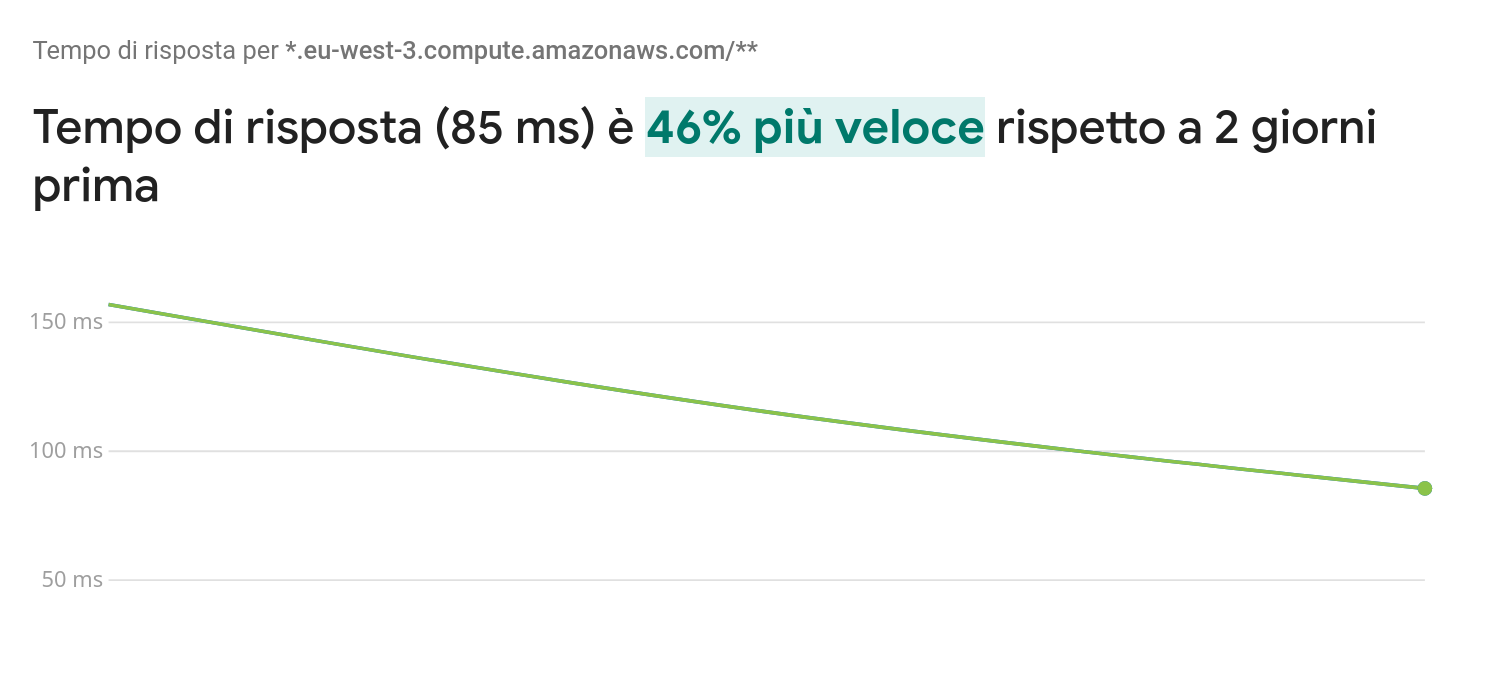 Tempo di risposta per *.eu-west-3.compute.amazonaws.com/**
Tempo di risposta (85 ms) è 46% più veloce rispetto a 2 giorni
prima
150 ms
100 ms
50 ms